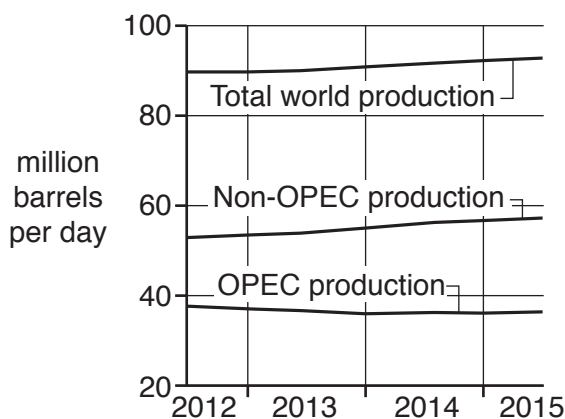 100
Total world production
80
million
barrels
per day
Non-OPEC production
60
OPEC production
40
20
2012 2013 2014 2015